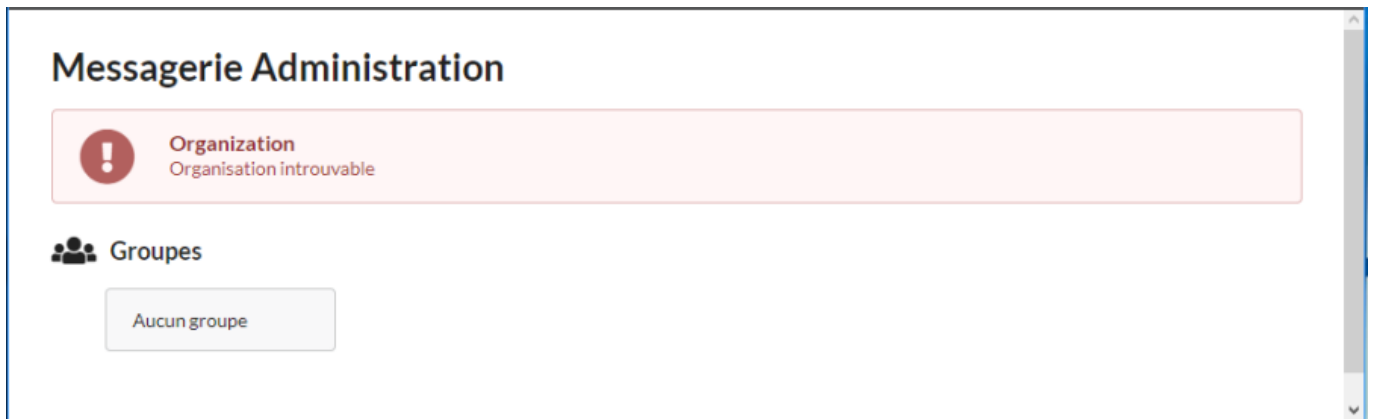 Messagerie Administration
Organization
Organisation introuvable
Groupes
Aucun groupe